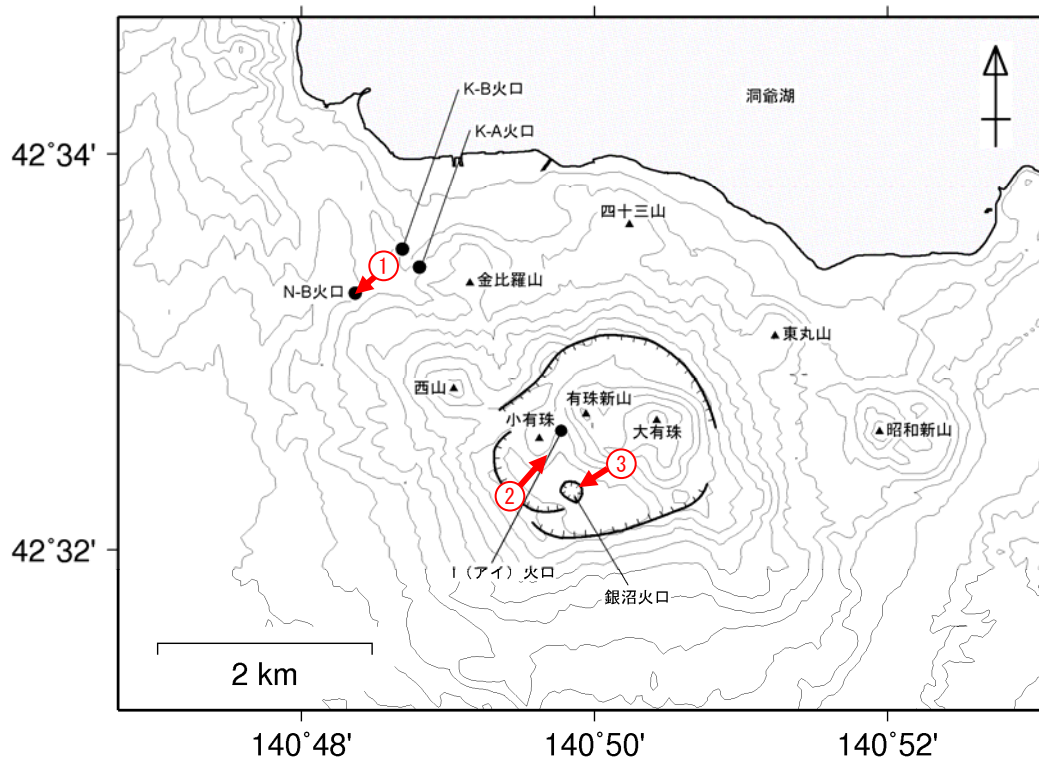 K-B火口
洞爺湖
K-A火口
42°34'
四十三山
①
金比羅山
N-B火口
東丸山
西山
有珠新山
小有珠
大有珠
昭和新山
③
②
42°32'
I（アイ）火口
銀沼火口
2 km
140°48'
140°50'
140°52'